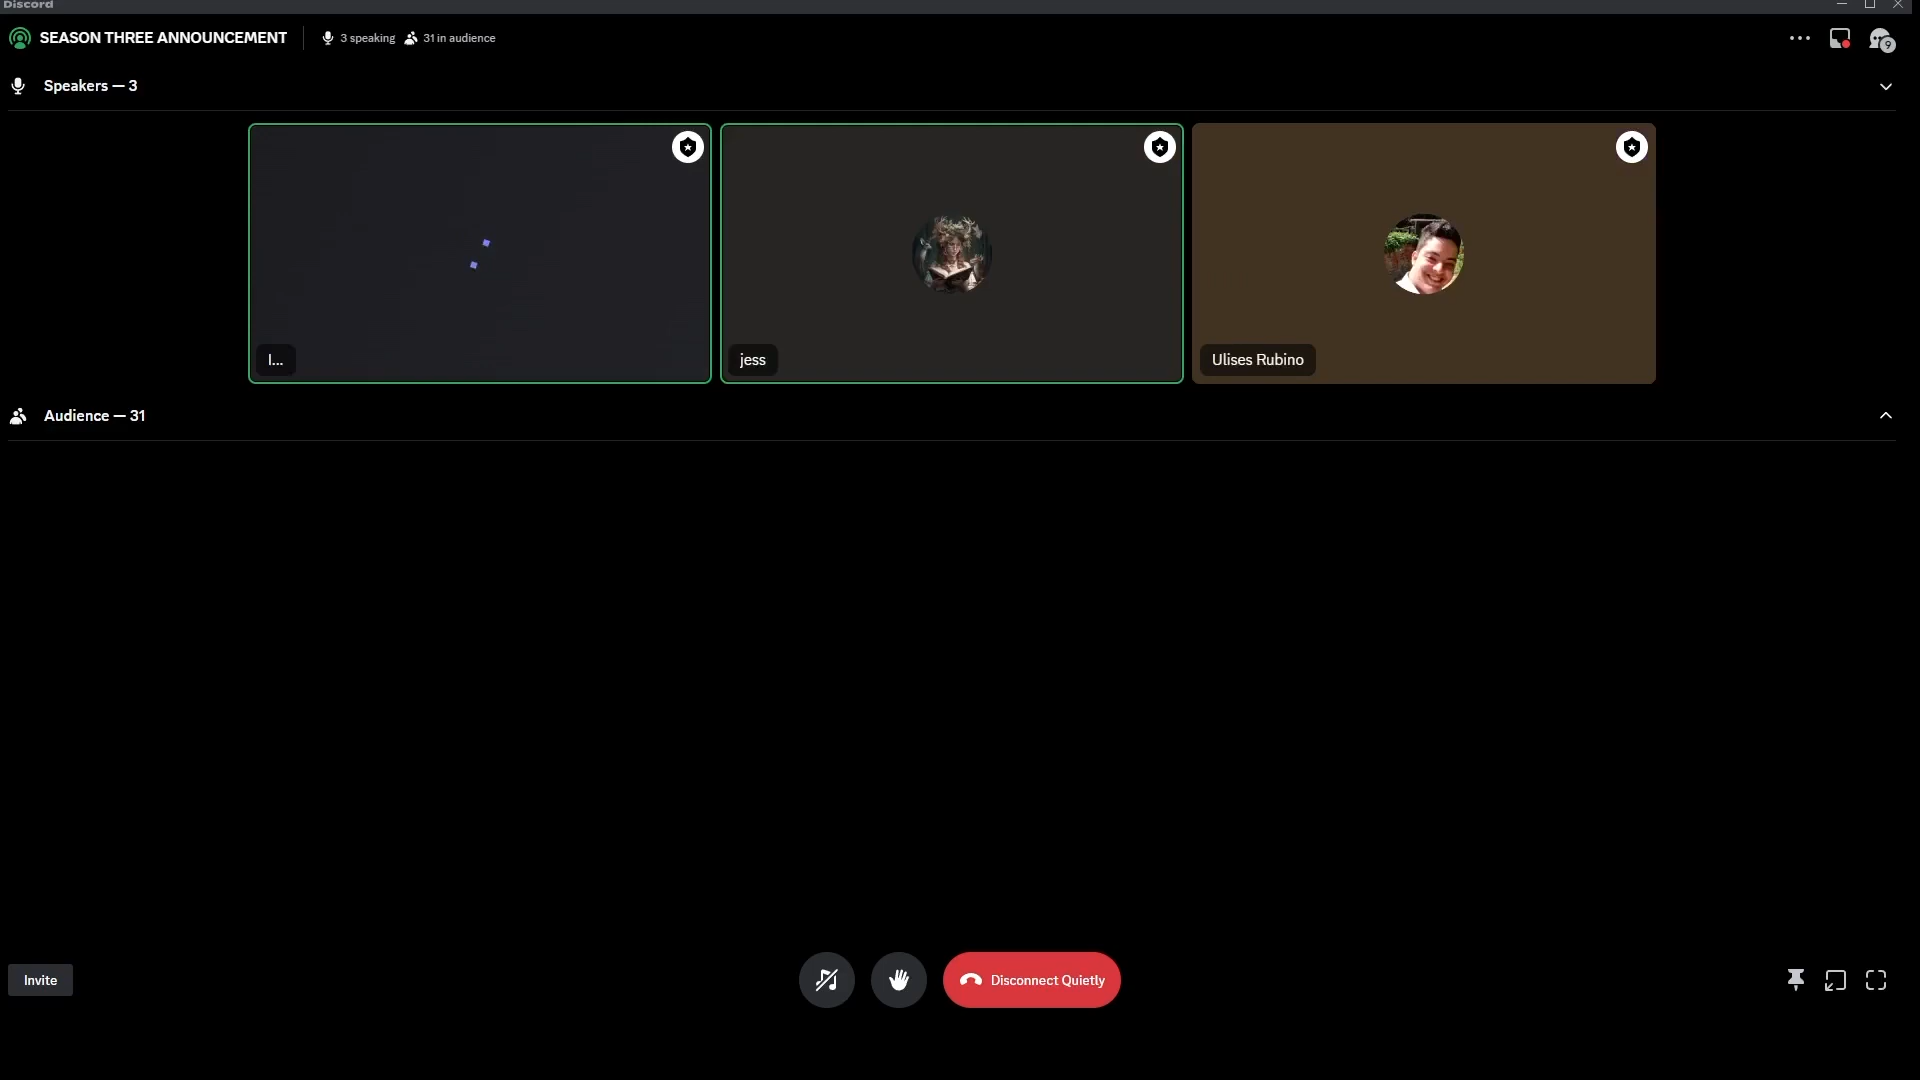 Discord
SEASON THREE ANNOUNCEMENT
3 speaking
31 in audience
9
Speakers — 3
l...
jess
Ulises Rubino
Audience — 31
Invite
Disconnect Quietly